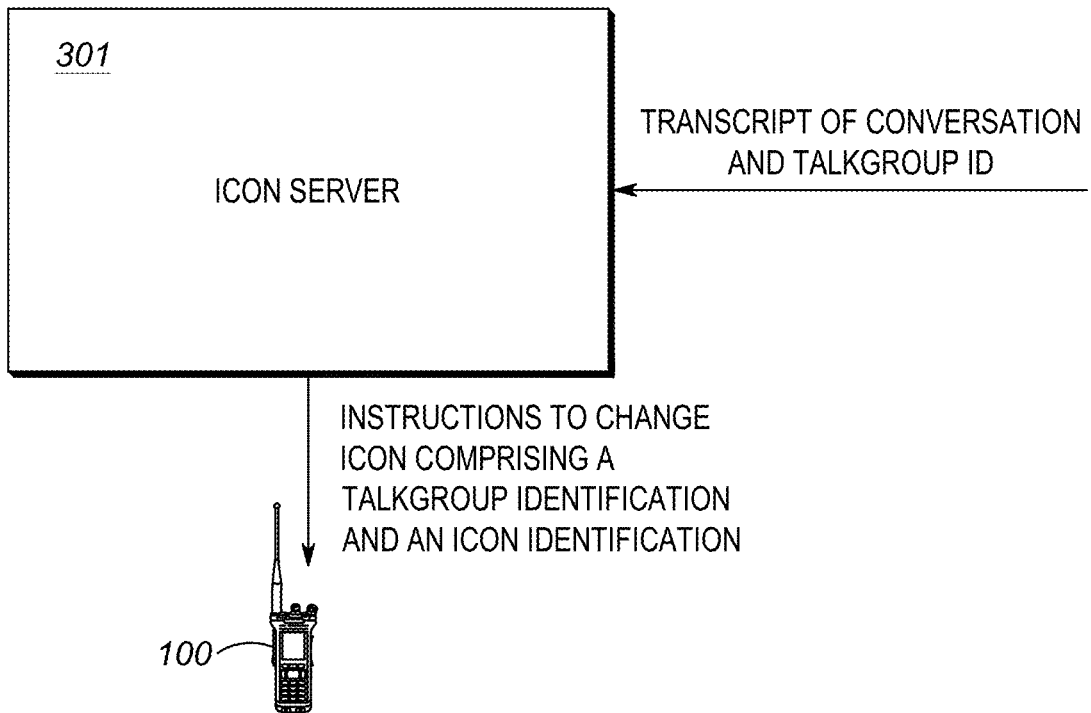 301
TRANSCRIPT OF CONVERSATION
AND TALKGROUP ID
ICON SERVER
INSTRUCTIONS TO CHANGE
ICON COMPRISING A
TALKGROUP IDENTIFICATION
AND AN ICON IDENTIFICATION
100